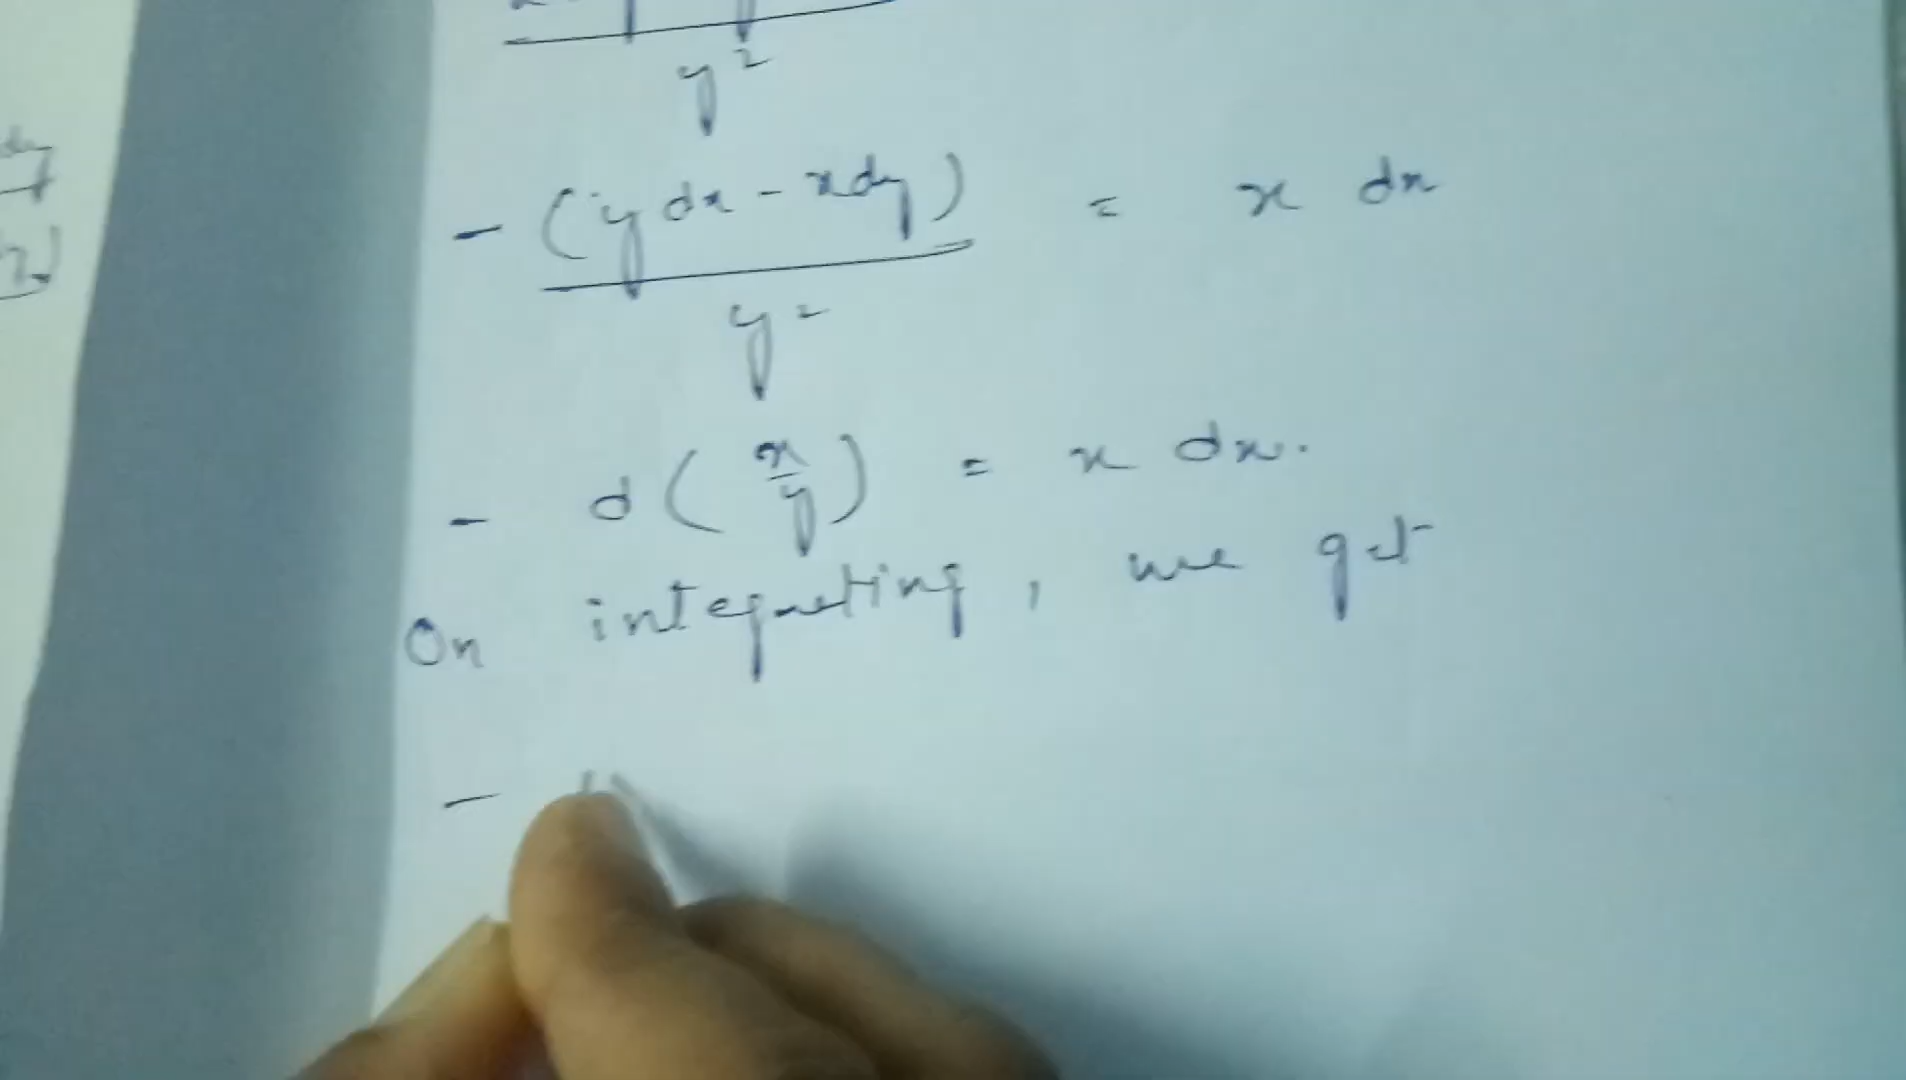 y²
- (y dx - x dy) / y² = x dx
- d(x/y) = x dx.
On integrating, we get
-